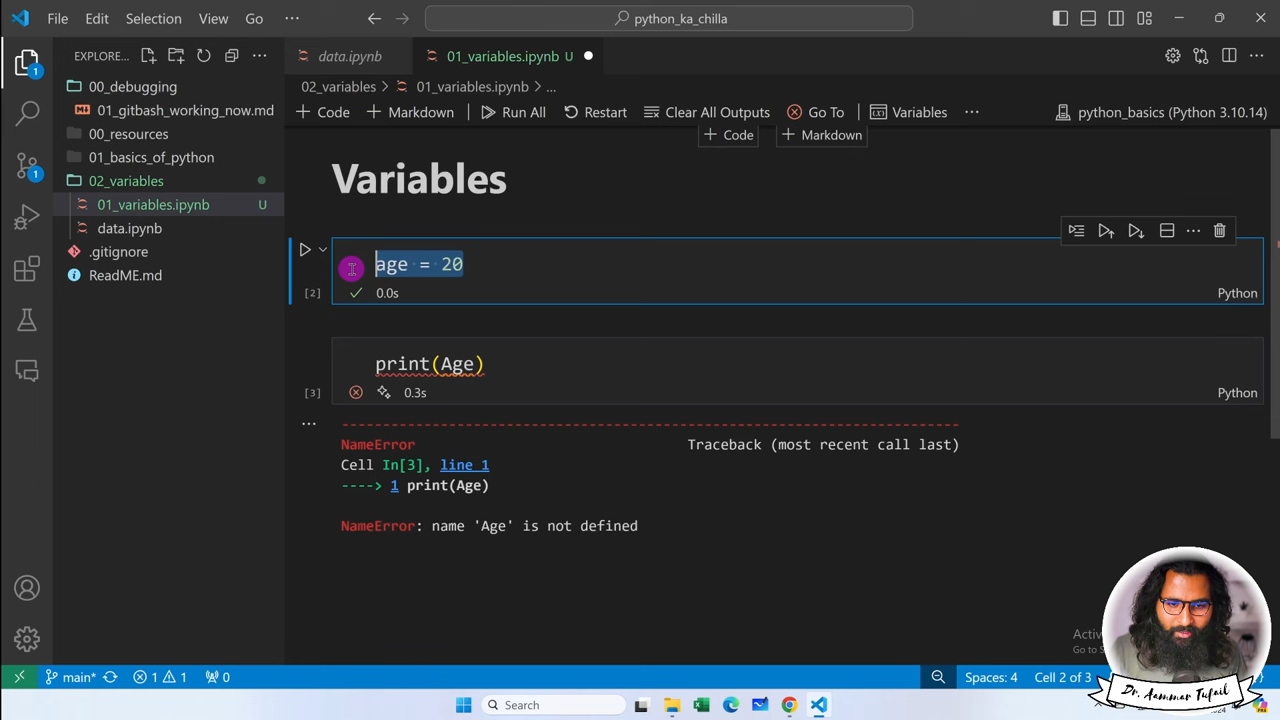 File Edit Selection View Go ···
python_ka_chilla
EXPLORE... ···
data.ipynb
01_variables.ipynb U
00_debugging
01_gitbash_working_now.md
00_resources
01_basics_of_python
02_variables
01_variables.ipynb U
data.ipynb
.gitignore
ReadME.md
1
1
02_variables > 01_variables.ipynb > ...
+ Code + Markdown Run All Restart Clear All Outputs Go To Variables ··· python_basics (Python 3.10.14)
+ Code + Markdown
Variables
age = 20
[2] 0.0s Python
print(Age)
[3] 0.3s Python
...
---------------------------------------------------------------------------
NameError Traceback (most recent call last)
Cell In[3], line 1
----> 1 print(Age)
NameError: name 'Age' is not defined
main* 1 1 0 Spaces: 4 Cell 2 of 3
Search
Dr. Aammar Tufail